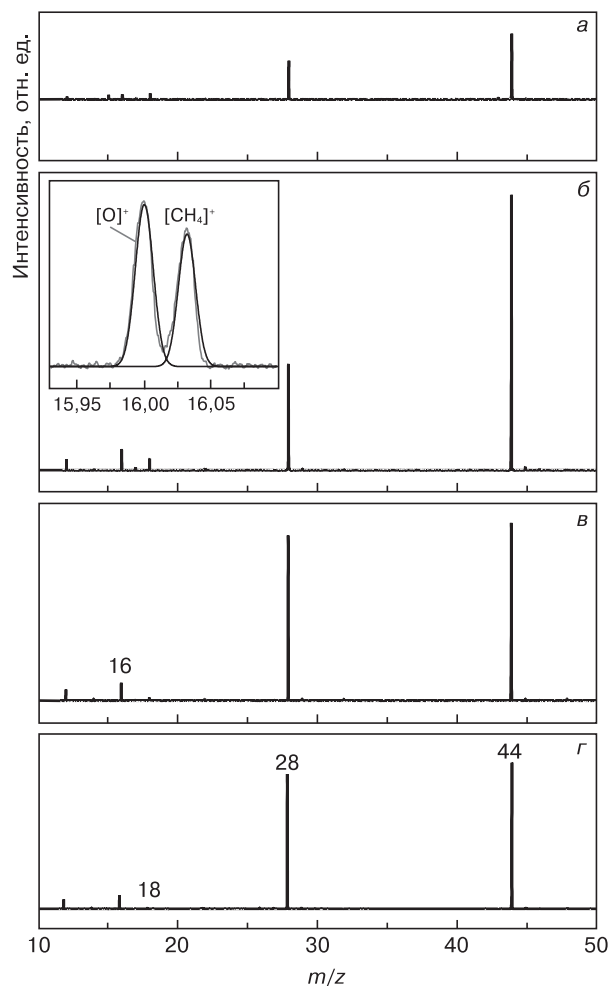 Интенсивность, отн. ед.
а
б
[O]⁺ [CH₄]⁺
15,95 16,00 16,05
в
16
г
28 44
18
10 20 30 40 50
m/z